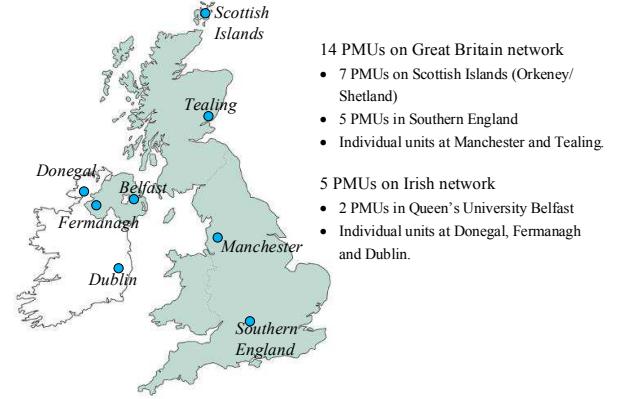 Scottish
Islands
Tealing
Donegal
Belfast
Fermanagh
Manchester
Dublin
Southern
England
14 PMUs on Great Britain network
• 7 PMUs on Scottish Islands (Orkeney/
Shetland)
• 5 PMUs in Southern England
• Individual units at Manchester and Tealing.
5 PMUs on Irish network
• 2 PMUs in Queen's University Belfast
• Individual units at Donegal, Fermanagh
and Dublin.